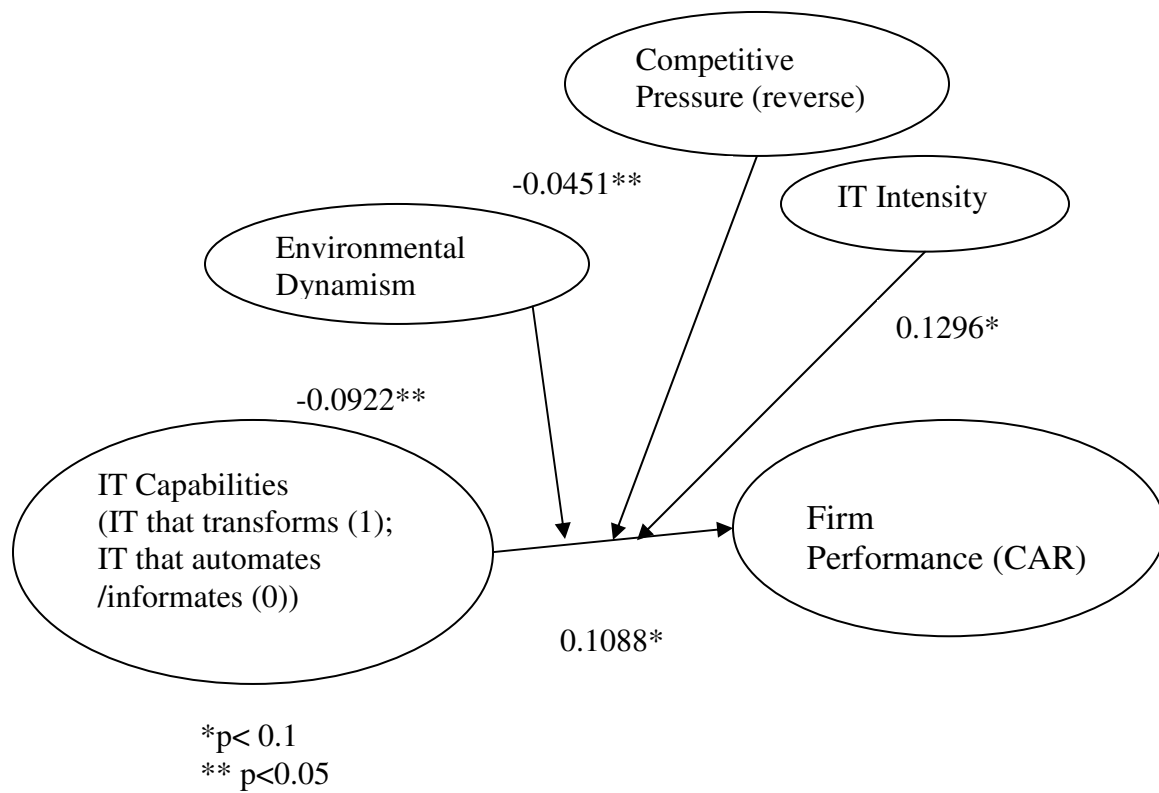 Competitive
Pressure (reverse)
-0.0451**
IT Intensity
Environmental
Dynamism
0.1296*
-0.0922**
IT Capabilities
(IT that transforms (1);
IT that automates
/informates (0))
Firm
Performance (CAR)
0.1088*
*p< 0.1
** p<0.05